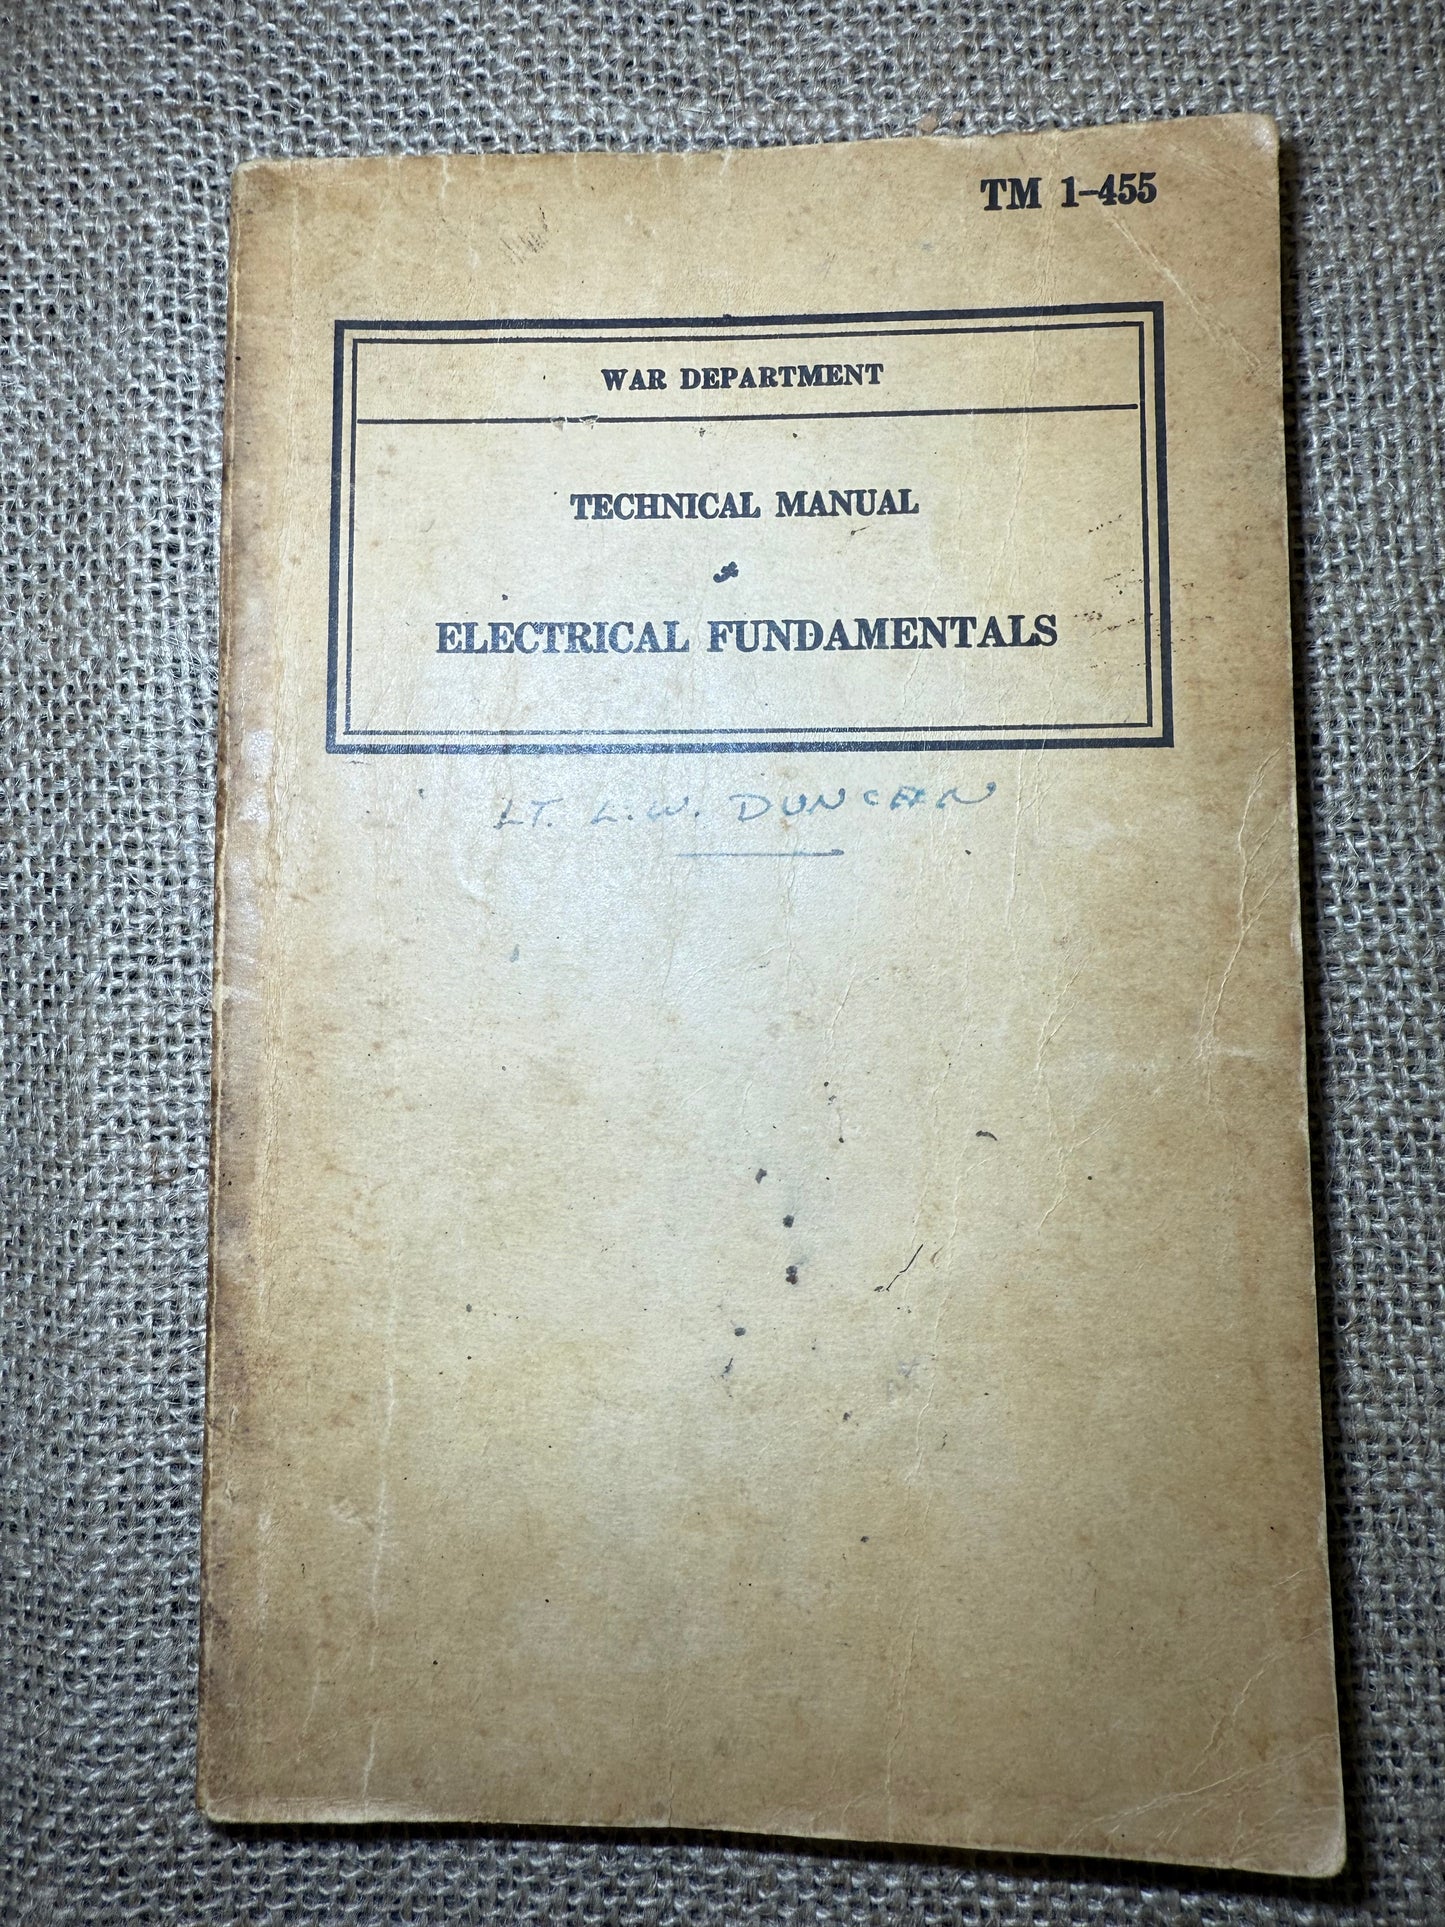 TM 1-455
WAR DEPARTMENT
TECHNICAL MANUAL
ELECTRICAL FUNDAMENTALS
LT. L.W. DUNCAN